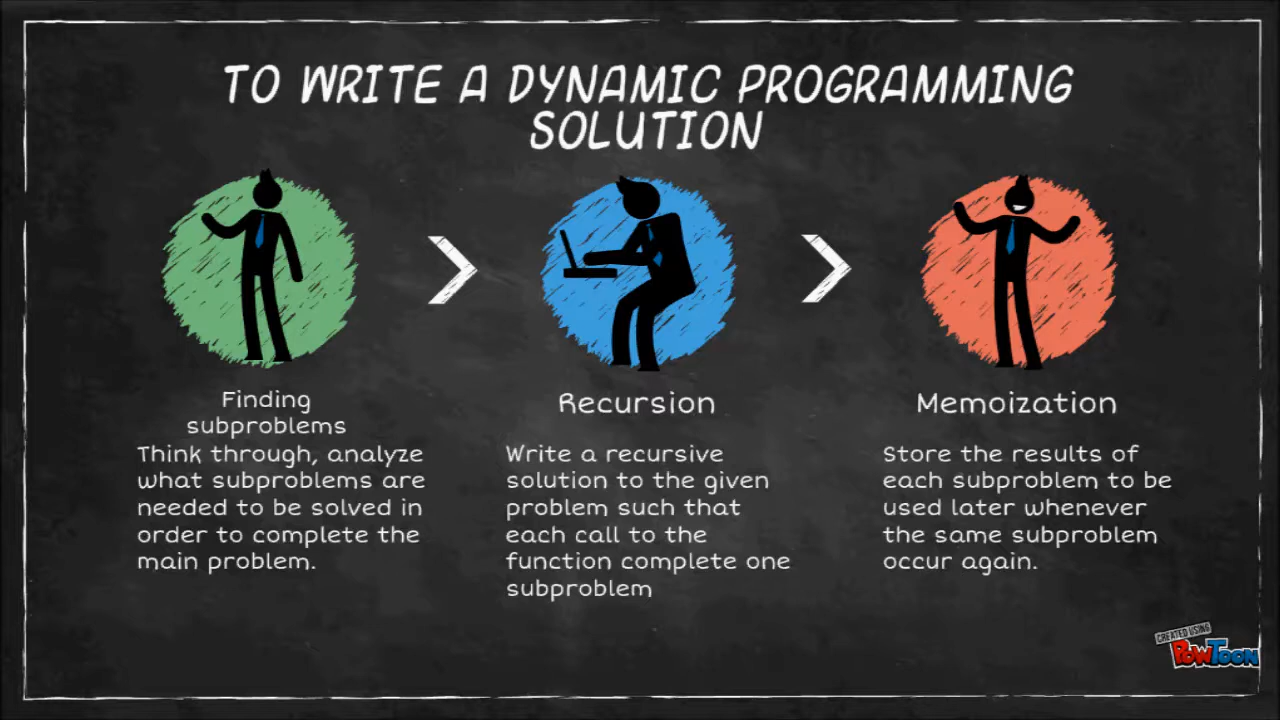 TO WRITE A DYNAMIC PROGRAMMING
SOLUTION
Finding
subproblems
Think through, analyze
what subproblems are
needed to be solved in
order to complete the
main problem.
Recursion
Write a recursive
solution to the given
problem such that
each call to the
function complete one
subproblem
Memoization
Store the results of
each subproblem to be
used later whenever
the same subproblem
occur again.
CREATED USING
POWTOON